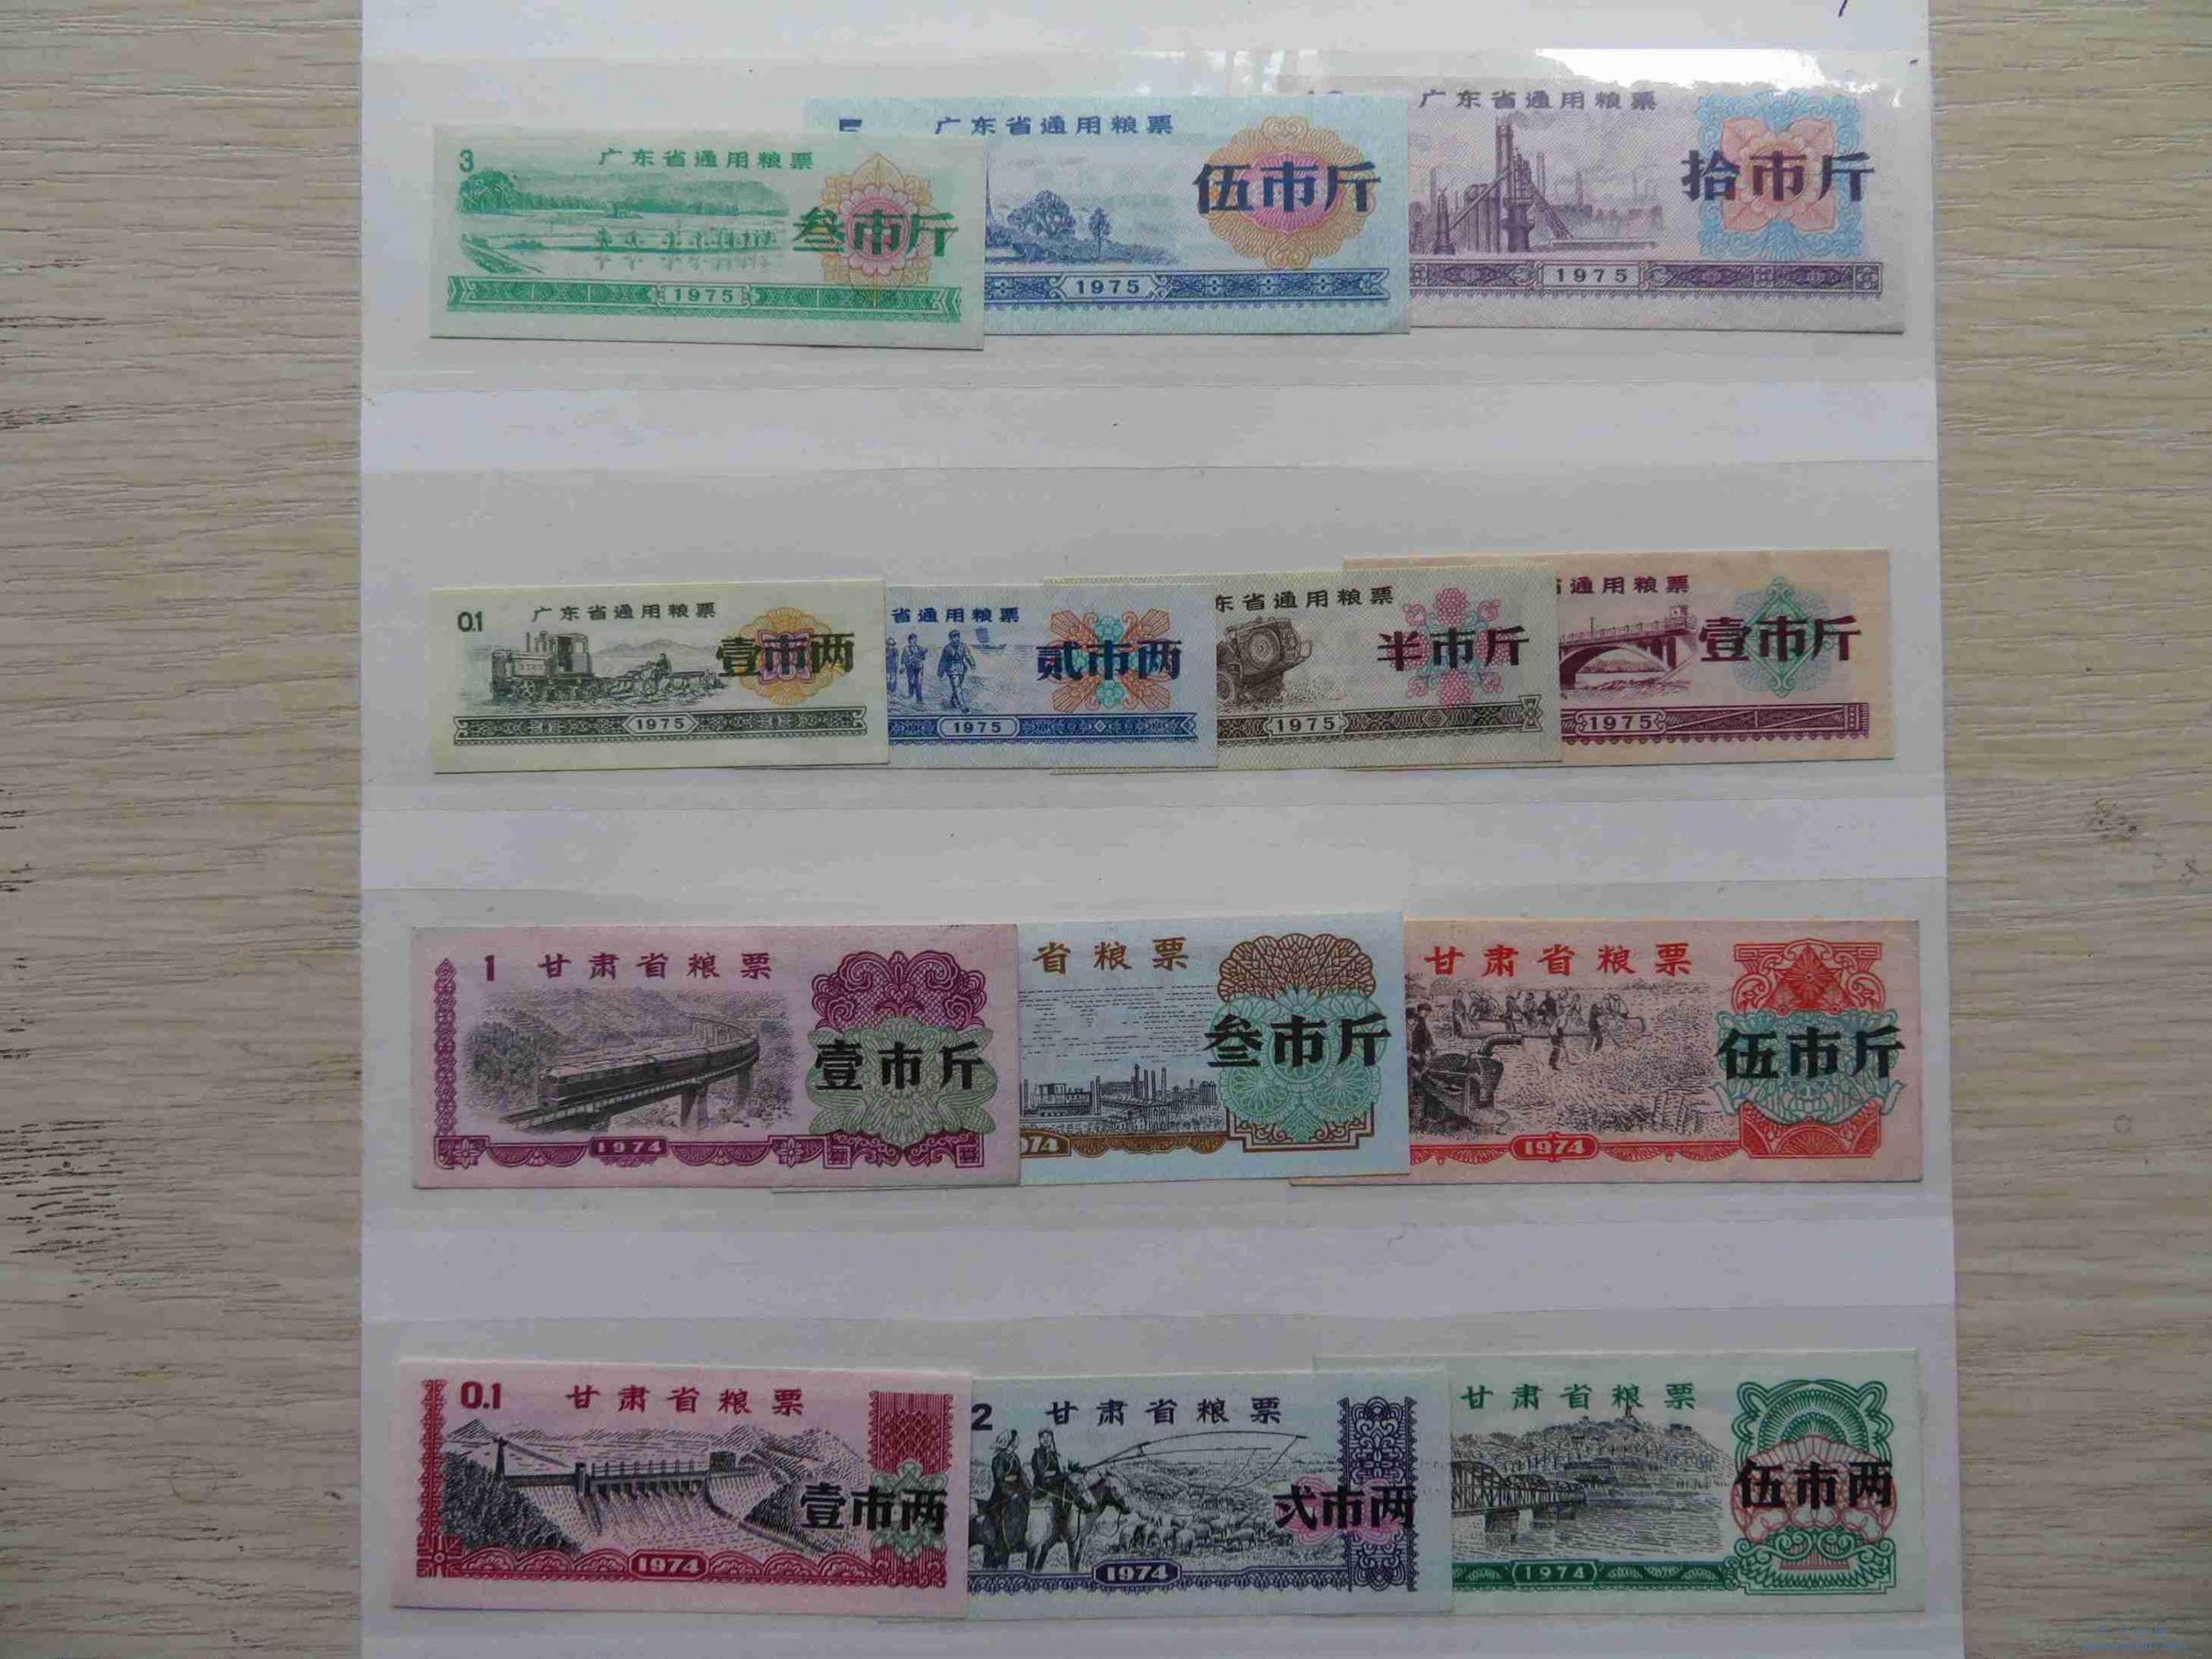 3 广东省通用粮票
叁市斤
1975
广东省通用粮票
伍市斤
1975
广东省通用粮票
拾市斤
1975
0.1 广东省通用粮票
壹市两
1975
省通用粮票
贰市两
1975
东省通用粮票
半市斤
1975
通用粮票
壹市斤
1975
1 甘肃省粮票
壹市斤
1974
省粮票
叁市斤
74
甘肃省粮票
伍市斤
1974
0.1 甘肃省粮票
壹市两
1974
2 甘肃省粮票
弍市两
1974
甘肃省粮票
伍市两
1974